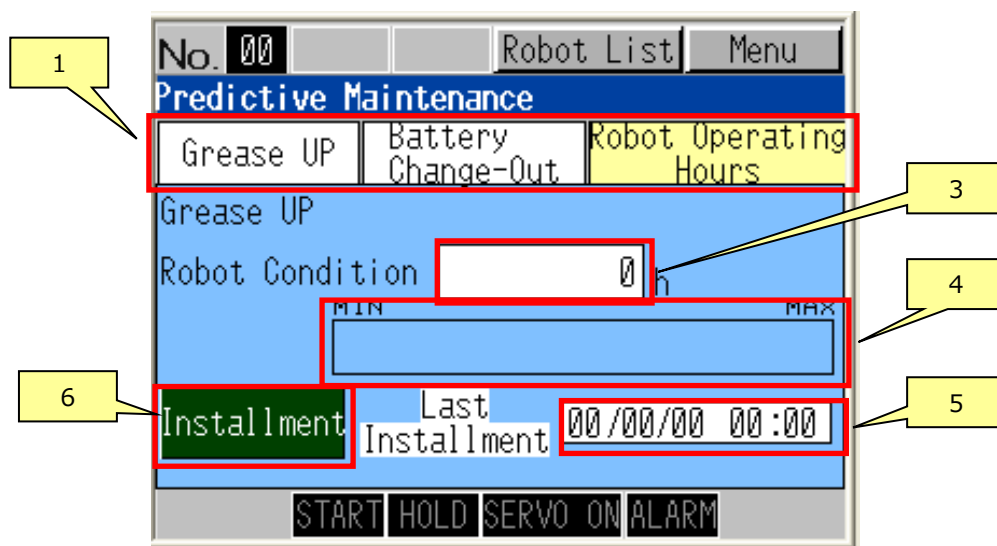 No. 00 Robot List Menu
Predictive Maintenance
1
Grease UP
Battery
Change-Out
Robot Operating
Hours
3
Grease UP
Robot Condition 0 h
4
MIN MAX
6
Installment
Last
Installment
00/00/00 00:00
5
START HOLD SERVO ON ALARM